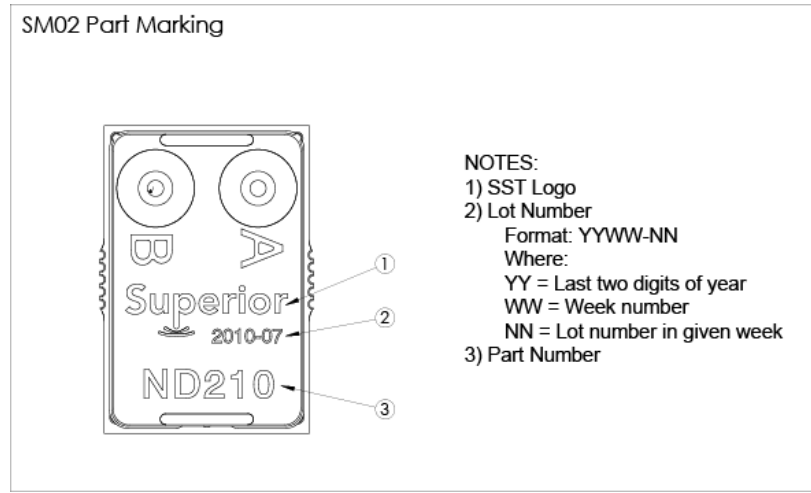 SM02 Part Marking
B A
1
Superior
2
2010-07
ND210
3
NOTES:
1) SST Logo
2) Lot Number
Format: YYWW-NN
Where:
YY = Last two digits of year
WW = Week number
NN = Lot number in given week
3) Part Number